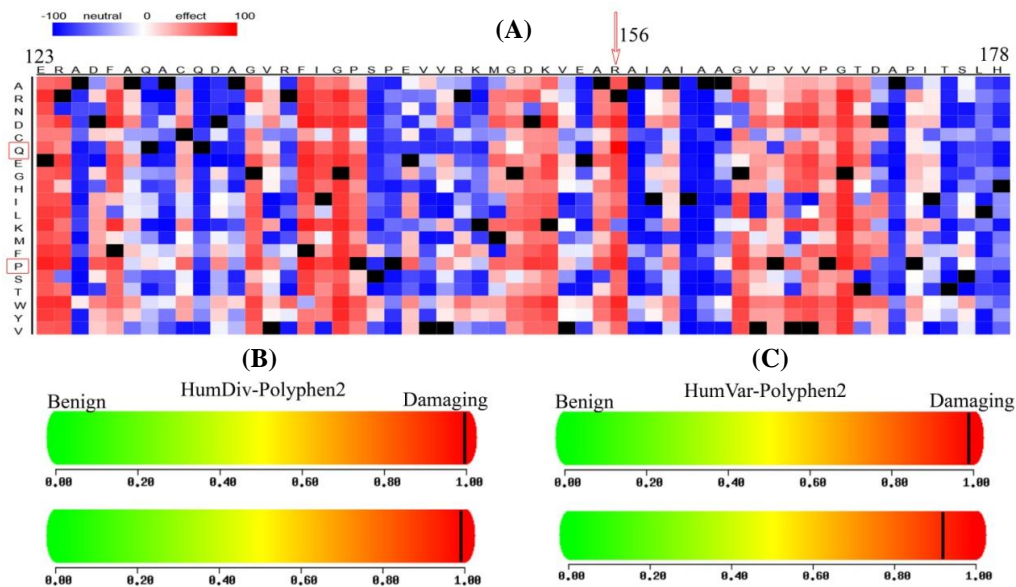 (A)
-100 neutral 0 effect 100
123 156 178
E R A D F A Q A C Q D A G V R F I G P S P E V V R K M G D K V E A R A I A I A A G V P V V P G T D A P I T S L H
A
R
N
D
C
Q
E
G
H
I
L
K
M
F
P
S
T
W
Y
V
(B)
HumDiv-Polyphen2
Benign Damaging
0.00 0.20 0.40 0.60 0.80 1.00
0.00 0.20 0.40 0.60 0.80 1.00
(C)
HumVar-Polyphen2
Benign Damaging
0.00 0.20 0.40 0.60 0.80 1.00
0.00 0.20 0.40 0.60 0.80 1.00